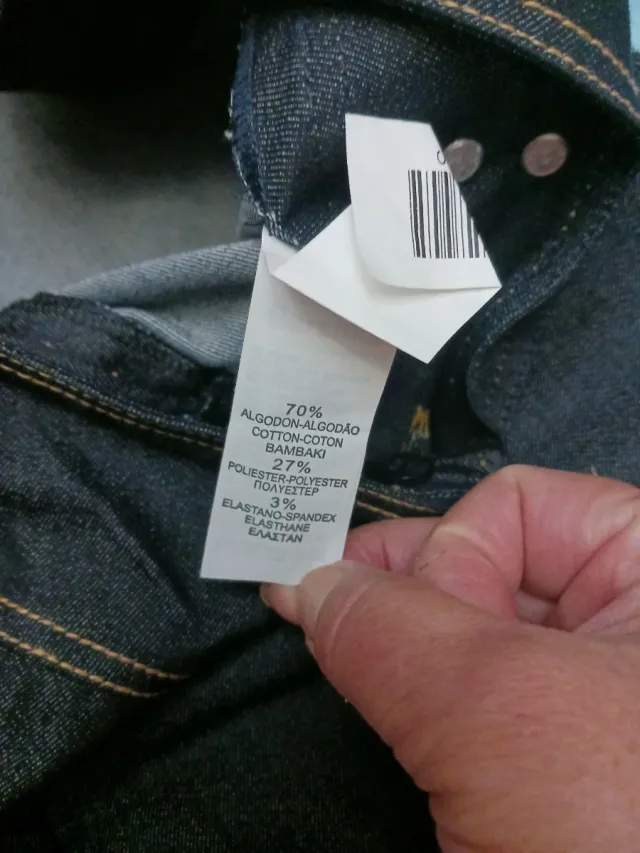 70%
ALGODON-ALGODÃO
COTTON-COTON
BAMBAKI
27%
POLIESTER-POLYESTER
ΠΟΛΥΕΣΤΕΡ
3%
ELASTANO-SPANDEX
ELASTHANE
ΕΛΑΣΤΑΝ